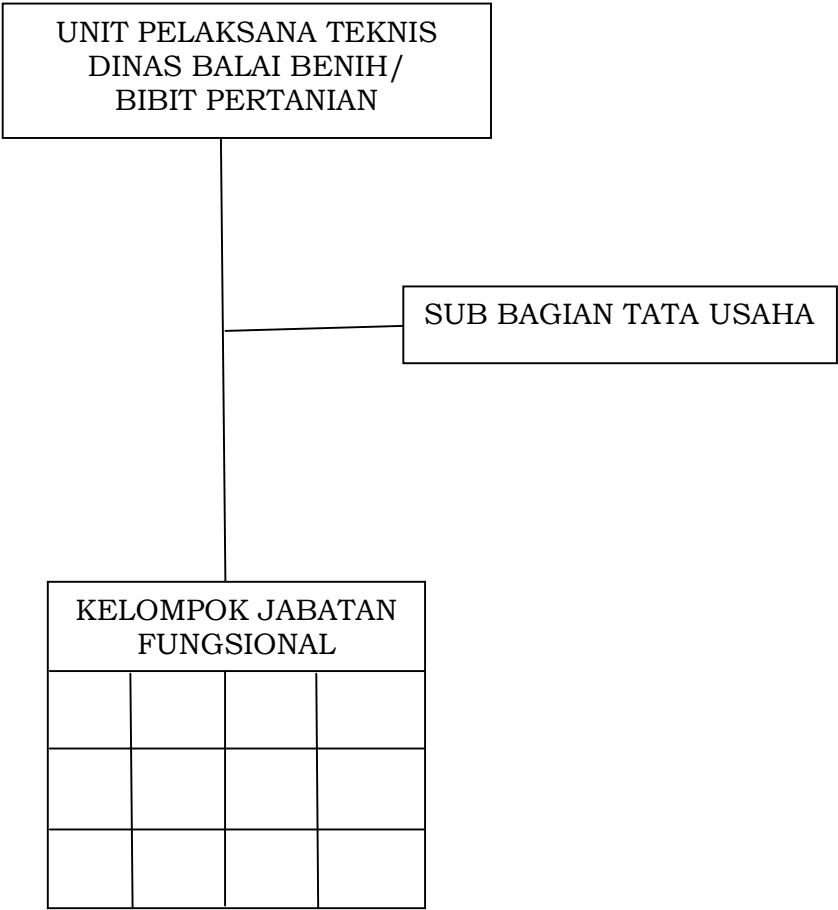 UNIT PELAKSANA TEKNIS
DINAS BALAI BENIH/
BIBIT PERTANIAN
SUB BAGIAN TATA USAHA
KELOMPOK JABATAN
FUNGSIONAL